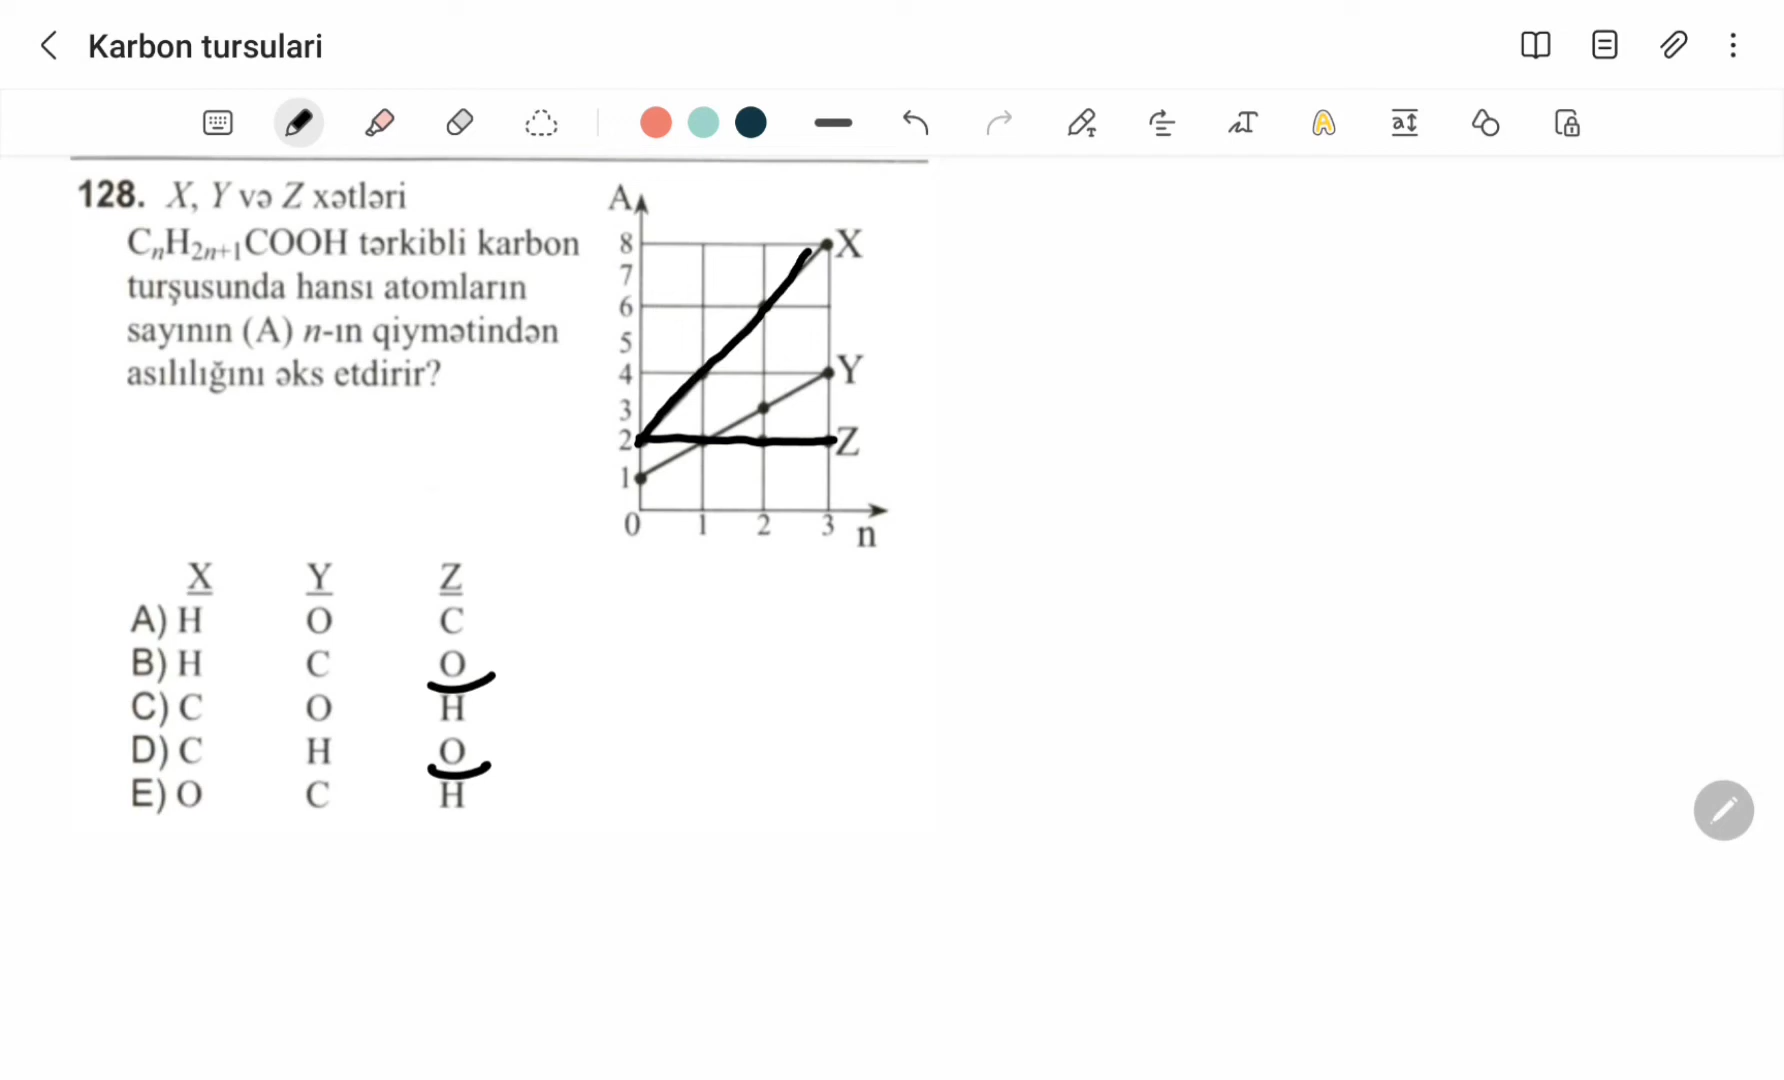 Karbon tursulari
128. X, Y və Z xətləri
CnH2n+1COOH tərkibli karbon
turşusunda hansı atomların
sayının (A) n-ın qiymətindən
asılılığını əks etdirir?
A
8
7
6
5
4
3
2
1
0
1 2 3 n
X
Y
Z
X Y Z
A) H O C
B) H C O
C) C O H
D) C H O
E) O C H